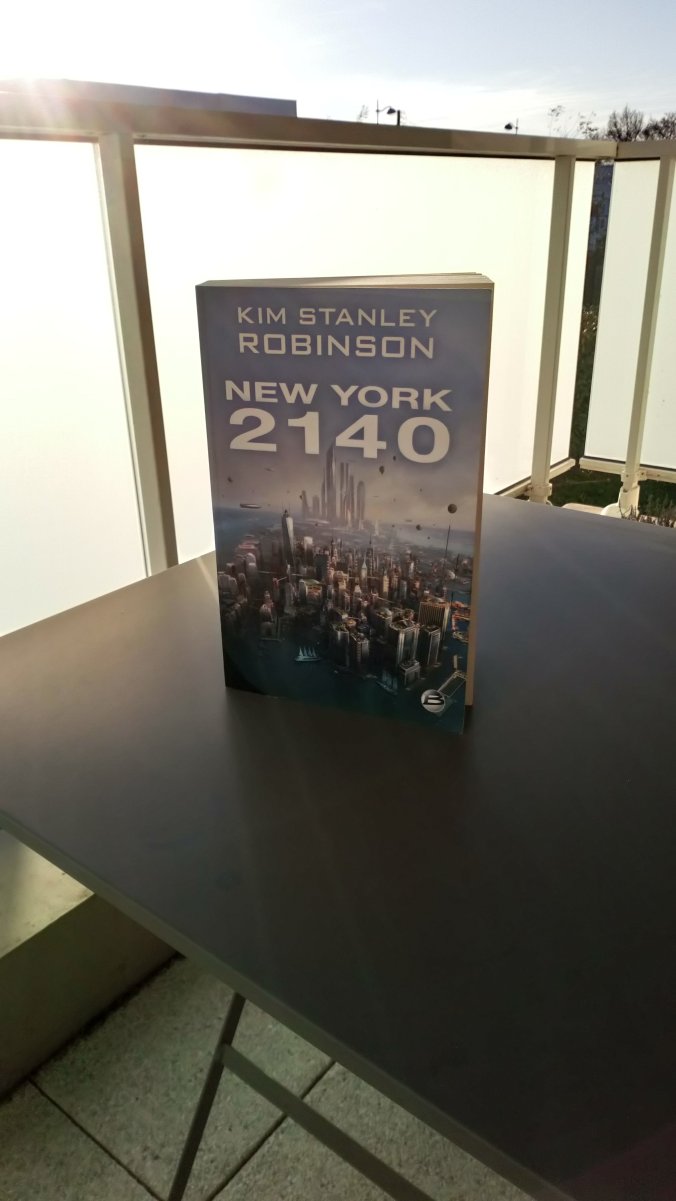 KIM STANLEY
ROBINSON
NEW YORK
2140
B